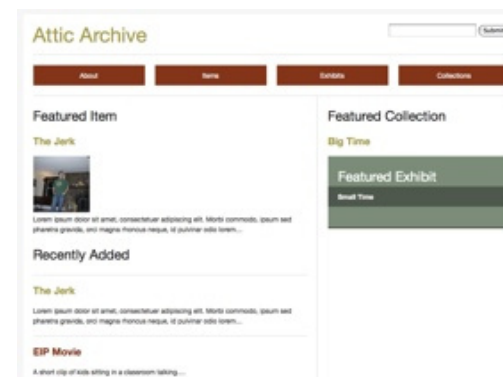 Attic Archive
Submit
About
Items
Exhibits
Collections
Featured Item
The Jerk
Lorem ipsum dolor sit amet, consectetuer adipiscing elit. Morbi commodo, ipsum sed
pharetra gravida, orci magna rhoncus neque, id pulvinar odio lorem...
Recently Added
The Jerk
Lorem ipsum dolor sit amet, consectetuer adipiscing elit. Morbi commodo, ipsum sed
pharetra gravida, orci magna rhoncus neque, id pulvinar odio lorem...
EIP Movie
A short clip of kids sitting in a classroom talking....
Featured Collection
Big Time
Featured Exhibit
Small Time